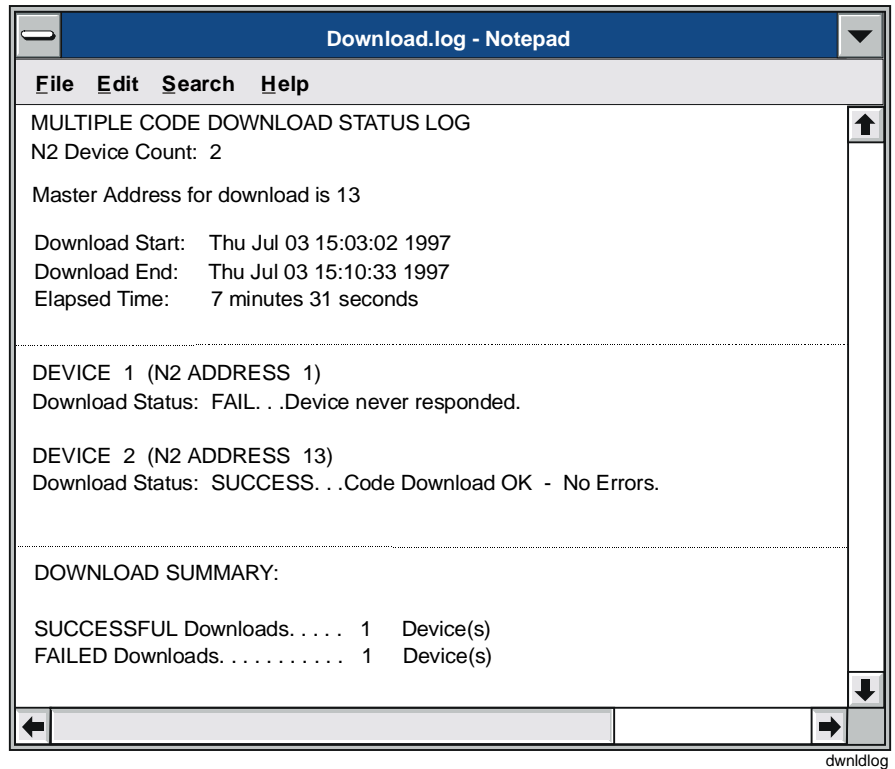 Download.log - Notepad
File Edit Search Help
MULTIPLE CODE DOWNLOAD STATUS LOG
N2 Device Count: 2
Master Address for download is 13
Download Start: Thu Jul 03 15:03:02 1997
Download End: Thu Jul 03 15:10:33 1997
Elapsed Time: 7 minutes 31 seconds
DEVICE 1 (N2 ADDRESS 1)
Download Status: FAIL. . .Device never responded.
DEVICE 2 (N2 ADDRESS 13)
Download Status: SUCCESS. . .Code Download OK - No Errors.
DOWNLOAD SUMMARY:
SUCCESSFUL Downloads. . . . . 1 Device(s)
FAILED Downloads. . . . . . . . . . . 1 Device(s)
dwnldlog